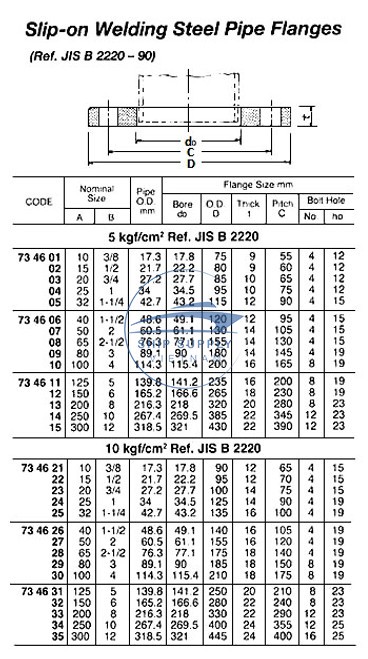 Slip-on Welding Steel Pipe Flanges
(Ref. JIS B 2220 – 90)
t
do
C
D
CODE Nominal Size Pipe O.D. mm Flange Size mm
A B Bore do O.D. D Thick t Pitch C Bolt Hole No ho
5 kgf/cm² Ref. JIS B 2220
73 46 01 10 3/8 17.3 17.8 75 9 55 4 12
02 15 1/2 21.7 22.2 80 9 60 4 12
03 20 3/4 27.2 27.7 85 10 65 4 12
04 25 1 34 34.5 95 10 75 4 12
05 32 1-1/4 42.7 43.2 115 12 90 4 15
73 46 06 40 1-1/2 48.6 49.1 120 12 95 4 15
07 50 2 60.5 61.1 130 14 105 4 15
08 65 2-1/2 76.3 77.1 155 14 130 4 15
09 80 3 89.1 90 180 14 145 4 19
10 100 4 114.3 115.4 200 16 165 8 19
73 46 11 125 5 139.8 141.2 235 16 200 8 19
12 150 6 165.2 166.6 265 18 230 8 19
13 200 8 216.3 218 320 20 280 8 23
14 250 10 267.4 269.5 385 22 345 12 23
15 300 12 318.5 321 430 22 390 12 23
SHIP SUPPLY
10 kgf/cm² Ref. JIS B 2220
73 46 21 10 3/8 17.3 17.8 90 12 65 4 15
22 15 1/2 21.7 22.2 95 12 70 4 15
23 20 3/4 27.2 27.7 100 14 75 4 15
24 25 1 34 34.5 125 14 90 4 19
25 32 1-1/4 42.7 43.2 135 16 100 4 19
73 46 26 40 1-1/2 48.6 49.1 140 16 105 4 19
27 50 2 60.5 61.1 155 16 120 4 19
28 65 2-1/2 76.3 77.1 175 18 140 4 19
29 80 3 89.1 90 185 18 150 8 19
30 100 4 114.3 115.4 210 18 175 8 19
73 46 31 125 5 139.8 141.2 250 20 210 8 23
32 150 6 165.2 166.6 280 22 240 8 23
33 200 8 216.3 218 330 22 290 12 23
34 250 10 267.4 269.5 400 24 355 12 25
35 300 12 318.5 321 445 24 400 16 25